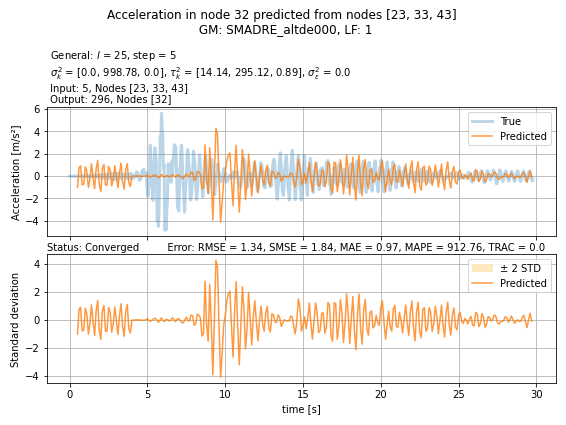 Acceleration in node 32 predicted from nodes [23, 33, 43]
GM: SMADRE_altde000, LF: 1
General: l = 25, step = 5
σ²ₖ = [0.0, 998.78, 0.0], τ²ₖ = [14.14, 295.12, 0.89], σ²ε = 0.0
Input: 5, Nodes [23, 33, 43]
Output: 296, Nodes [32]
Acceleration [m/s²]
6
4
2
0
−2
−4
True
Predicted
Status: Converged Error: RMSE = 1.34, SMSE = 1.84, MAE = 0.97, MAPE = 912.76, TRAC = 0.0
Standard deviation
4
2
0
−2
−4
± 2 STD
Predicted
0 5 10 15 20 25 30
time [s]